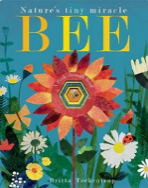 Nature's tiny miracle
BEE
Britta Teckentrup